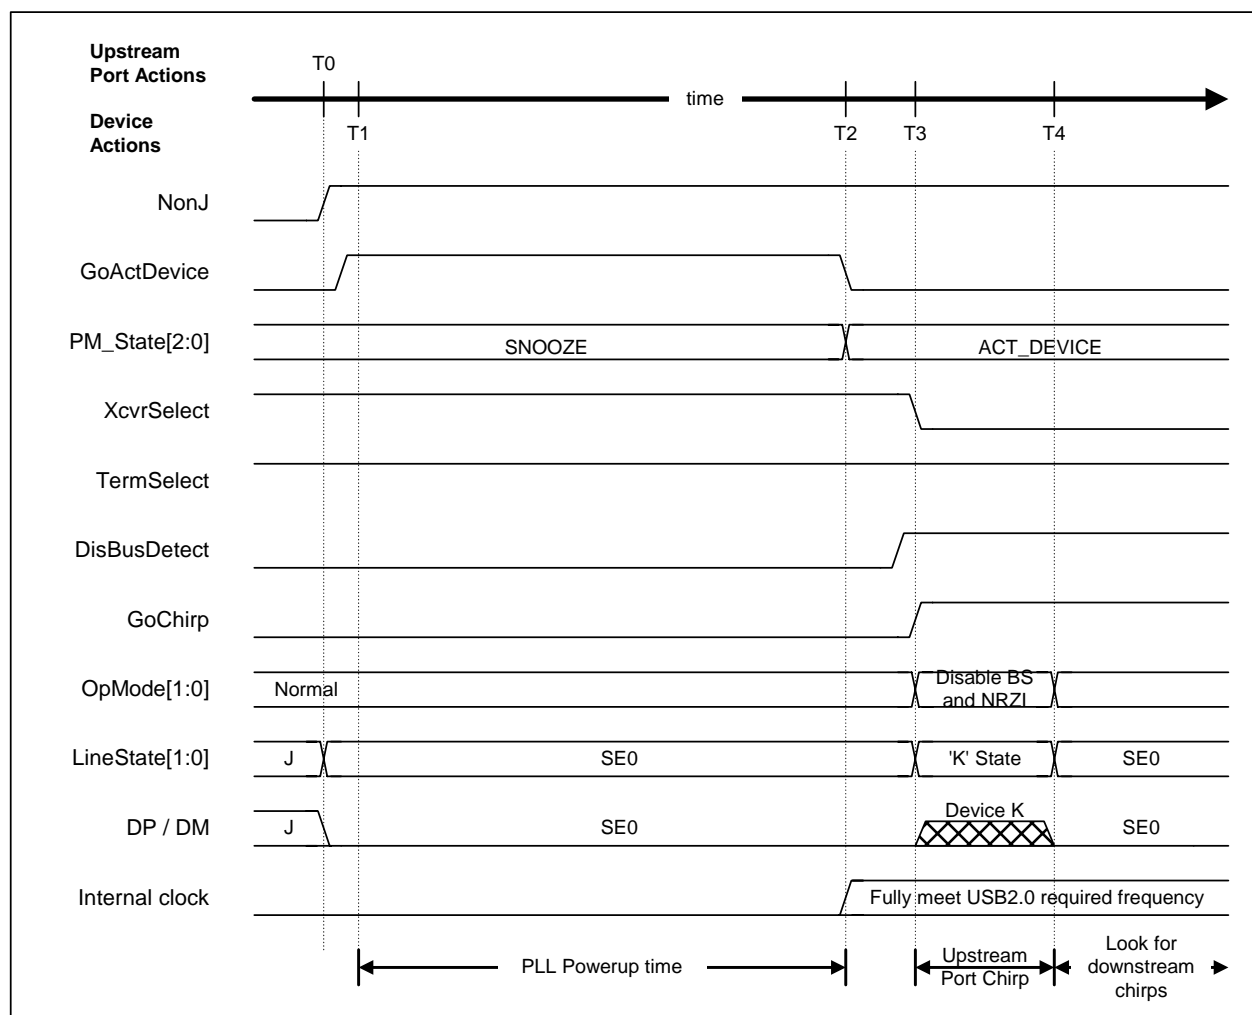 Upstream
Port Actions
T0
time
Device
Actions
T1
T2
T3
T4
NonJ
GoActDevice
PM_State[2:0]
SNOOZE
ACT_DEVICE
XcvrSelect
TermSelect
DisBusDetect
GoChirp
OpMode[1:0]
Normal
Disable BS
and NRZI
LineState[1:0]
J
SE0
'K' State
SE0
DP / DM
J
SE0
Device K
SE0
Internal clock
Fully meet USB2.0 required frequency
PLL Powerup time
Upstream
Port Chirp
Look for
downstream
chirps